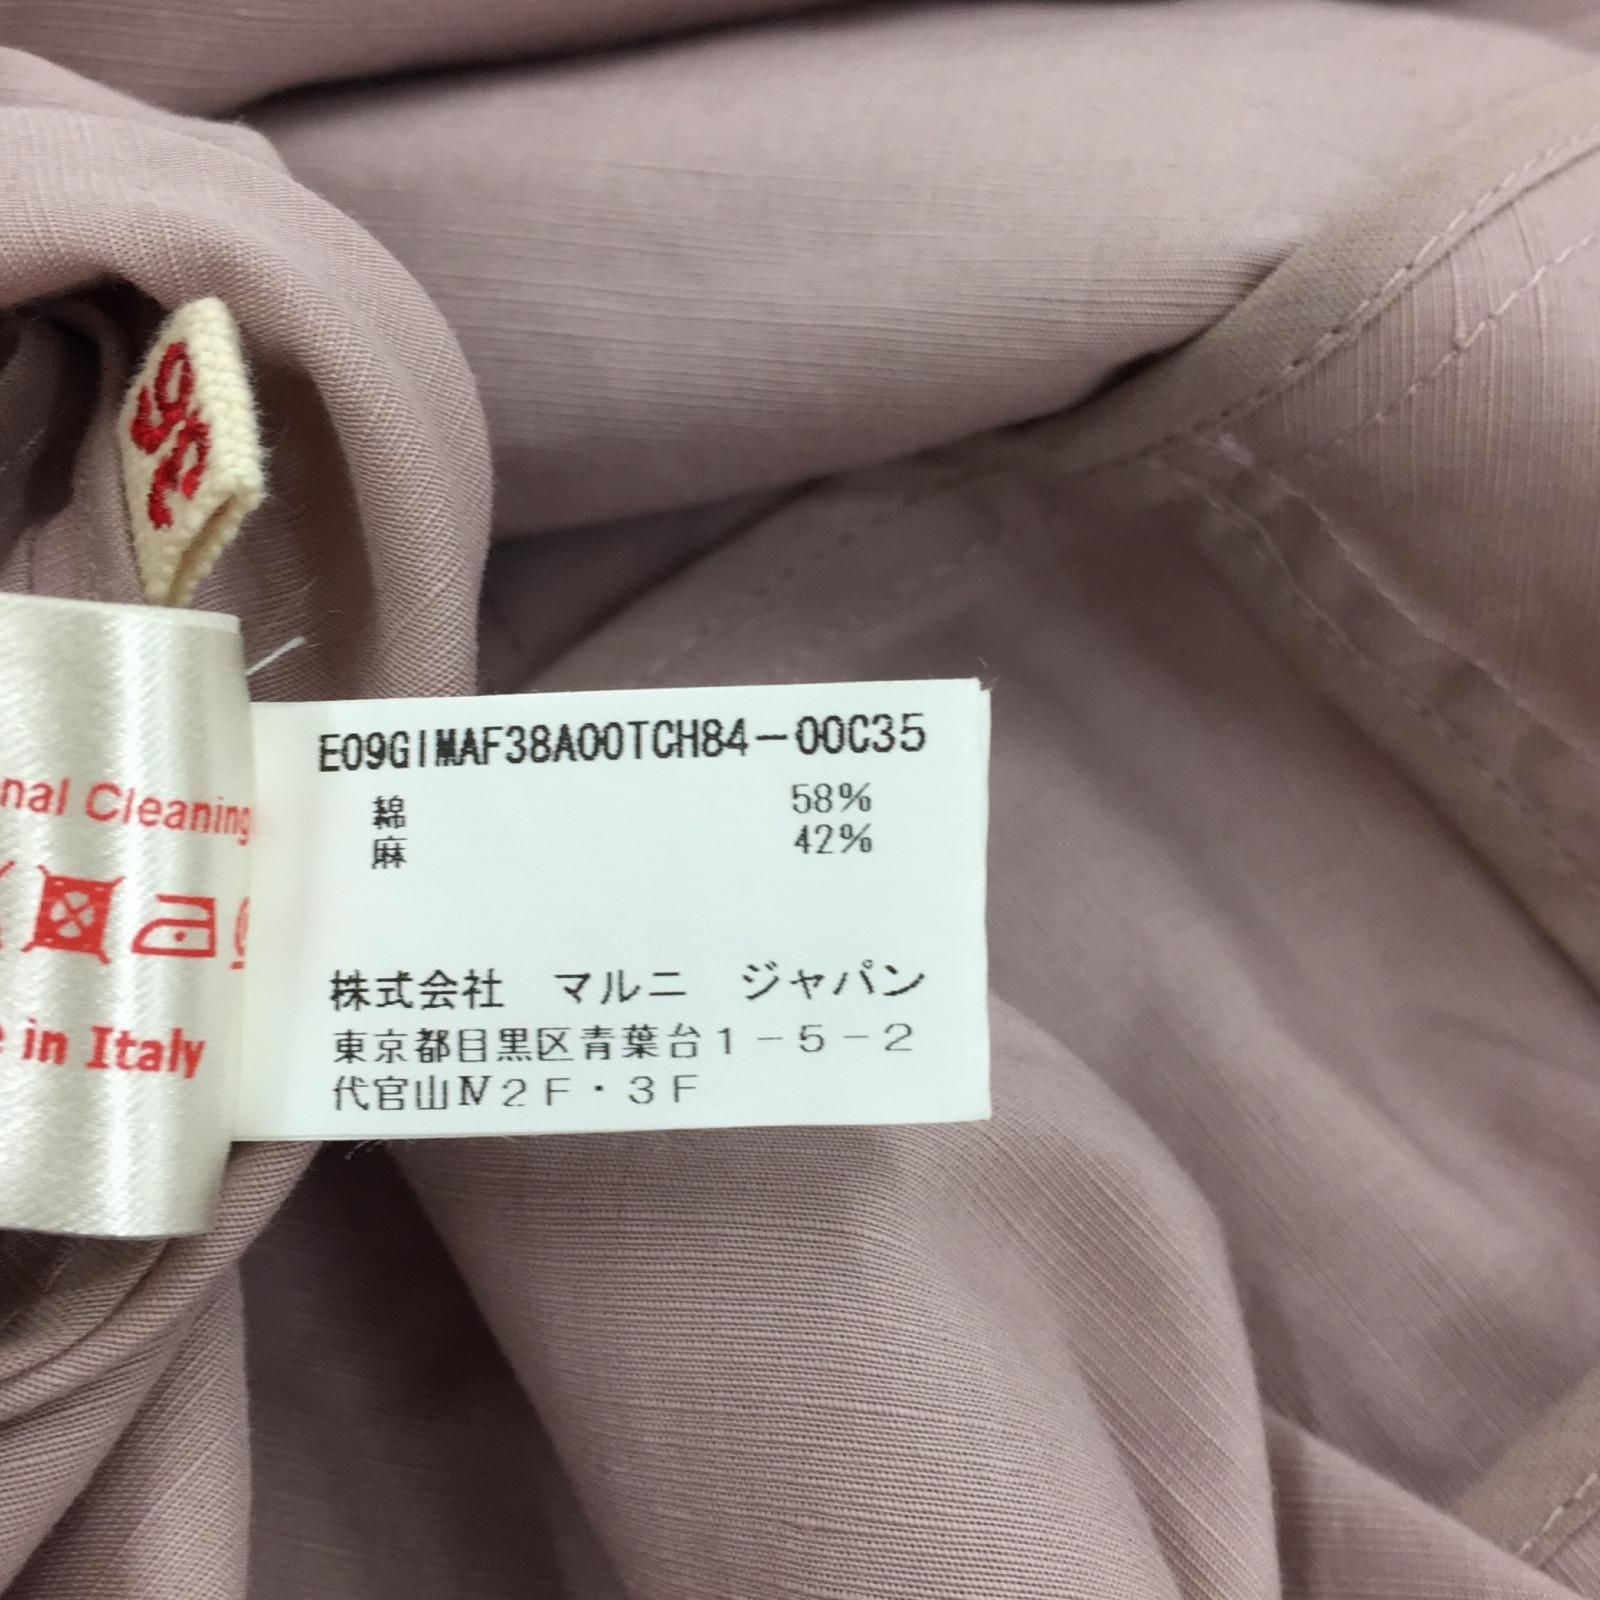 36
nal Cleaning
in Italy
E09GIMAF38A00TCH84-00C35
綿 58%
麻 42%
株式会社 マルニ ジャパン
東京都目黒区青葉台1-5-2
代官山Ⅳ2F・3F